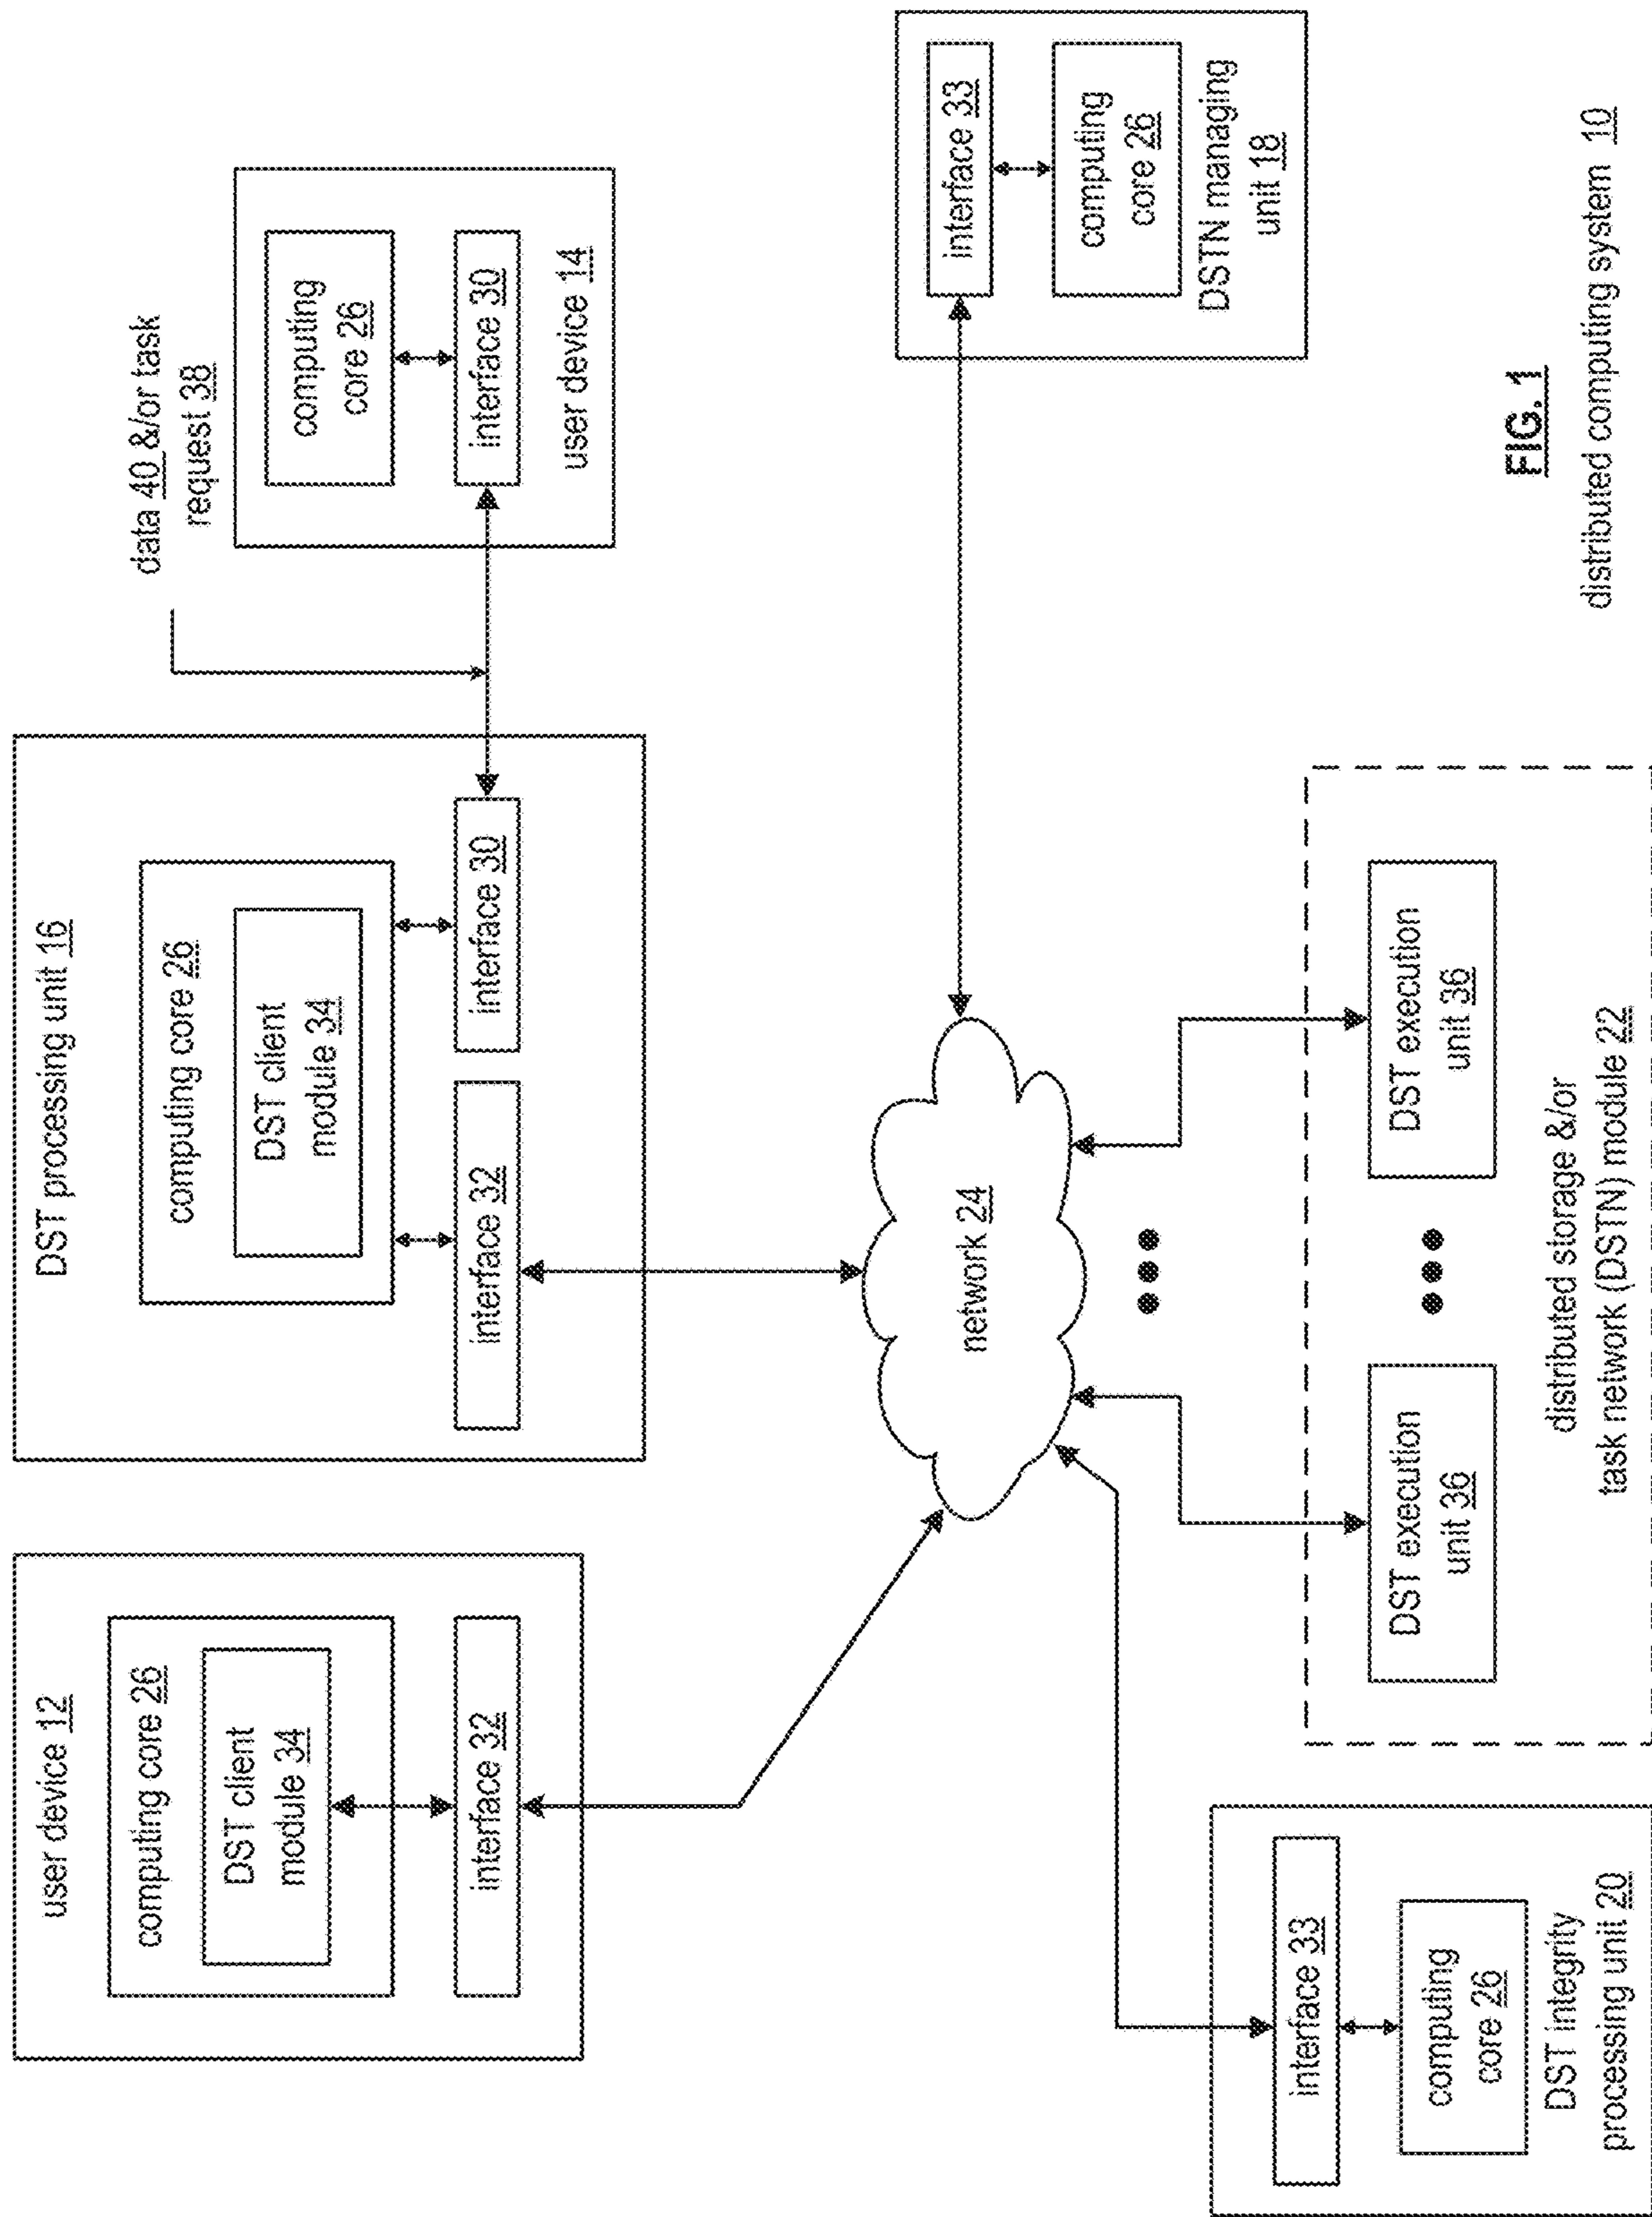 user device 12
computing core 26
DST client
module 34
interface 32
DST processing unit 16
computing core 26
DST client
module 34
interface 32
interface 30
data 40 &/or task
request 38
computing
core 26
interface 30
user device 14
network 24
interface 33
computing
core 26
DSTN managing
unit 18
interface 33
computing
core 26
DST integrity
processing unit 20
DST execution
unit 36
DST execution
unit 36
distributed storage &/or
task network (DSTN) module 22
FIG. 1
distributed computing system 10